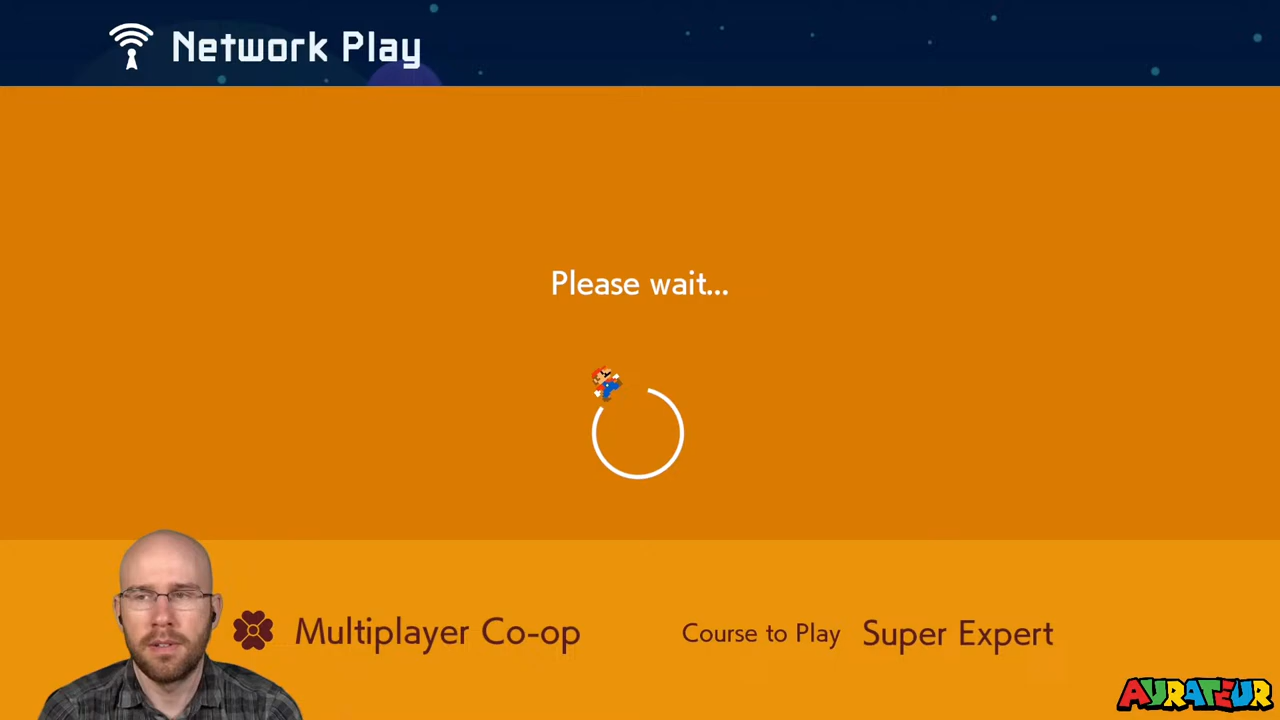 Network Play
Please wait...
Multiplayer Co-op
Course to Play Super Expert
AURATEUR